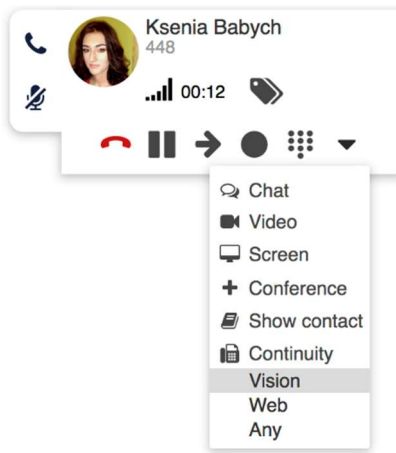 Ksenia Babych
448
00:12
Chat
Video
Screen
Conference
Show contact
Continuity
Vision
Web
Any